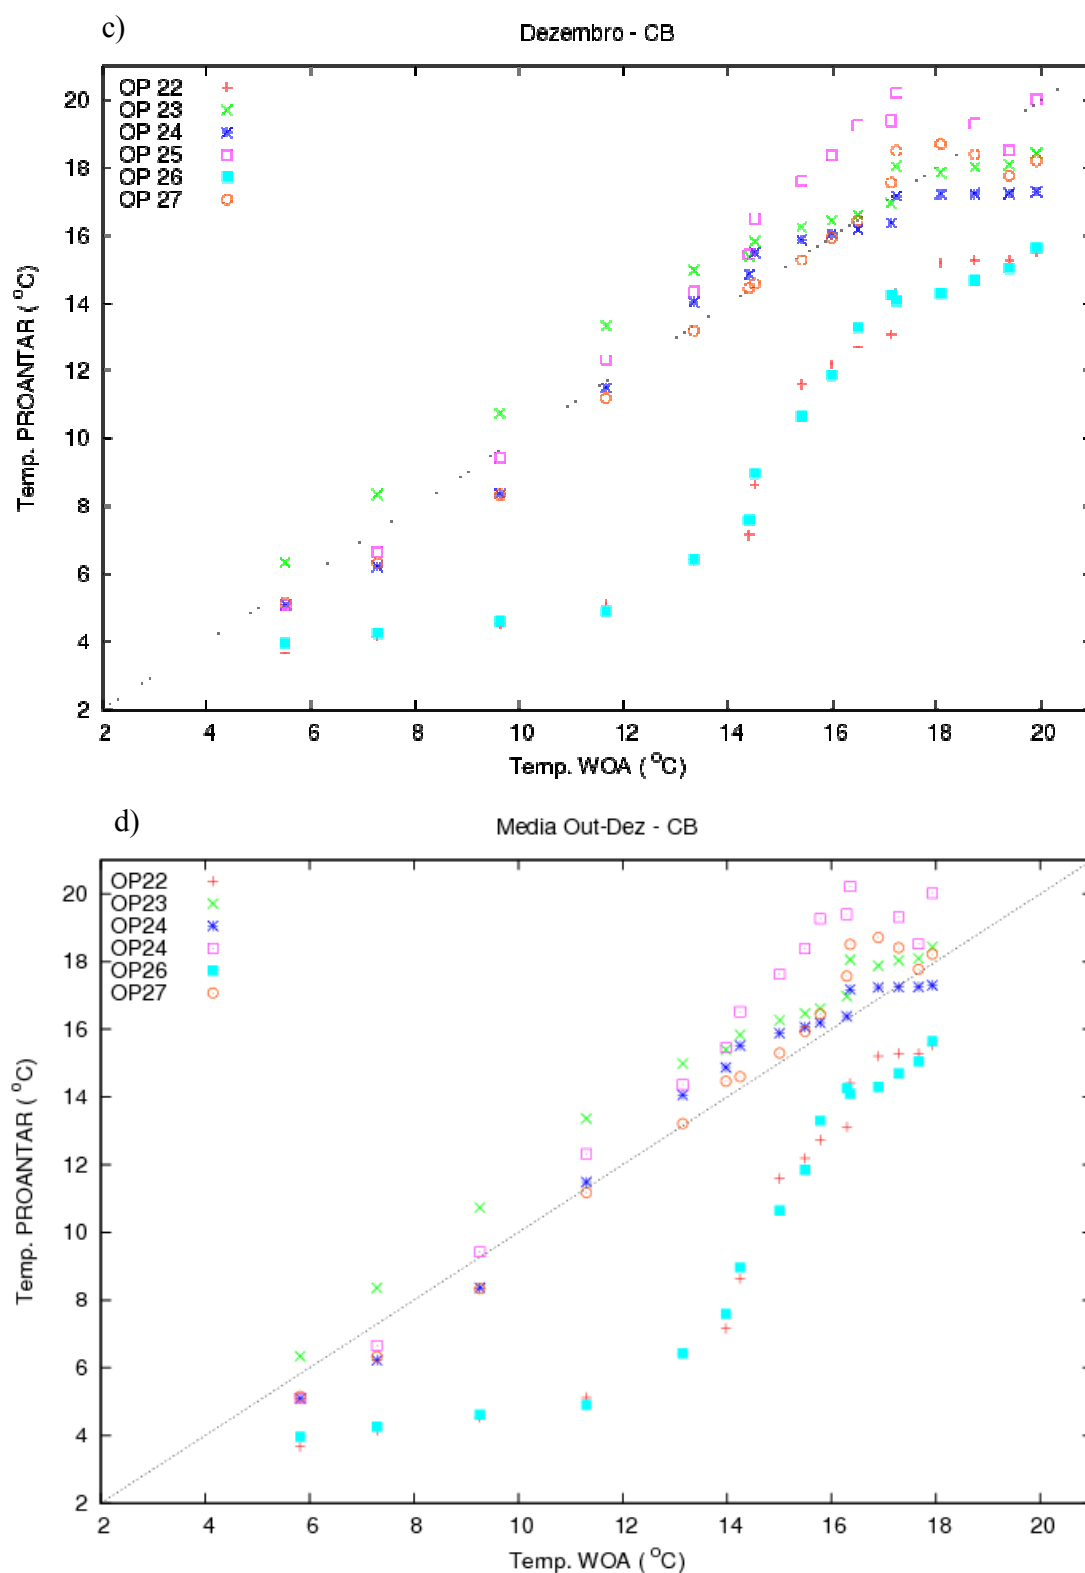 c)
Dezembro - CB
OP 22
OP 23
OP 24
OP 25
OP 26
OP 27
20
18
16
14
12
10
8
6
4
2
Temp. PROANTAR (°C)
2 4 6 8 10 12 14 16 18 20
Temp. WOA (°C)
d)
Media Out-Dez - CB
OP22
OP23
OP24
OP24
OP26
OP27
20
18
16
14
12
10
8
6
4
2
Temp. PROANTAR (°C)
2 4 6 8 10 12 14 16 18 20
Temp. WOA (°C)